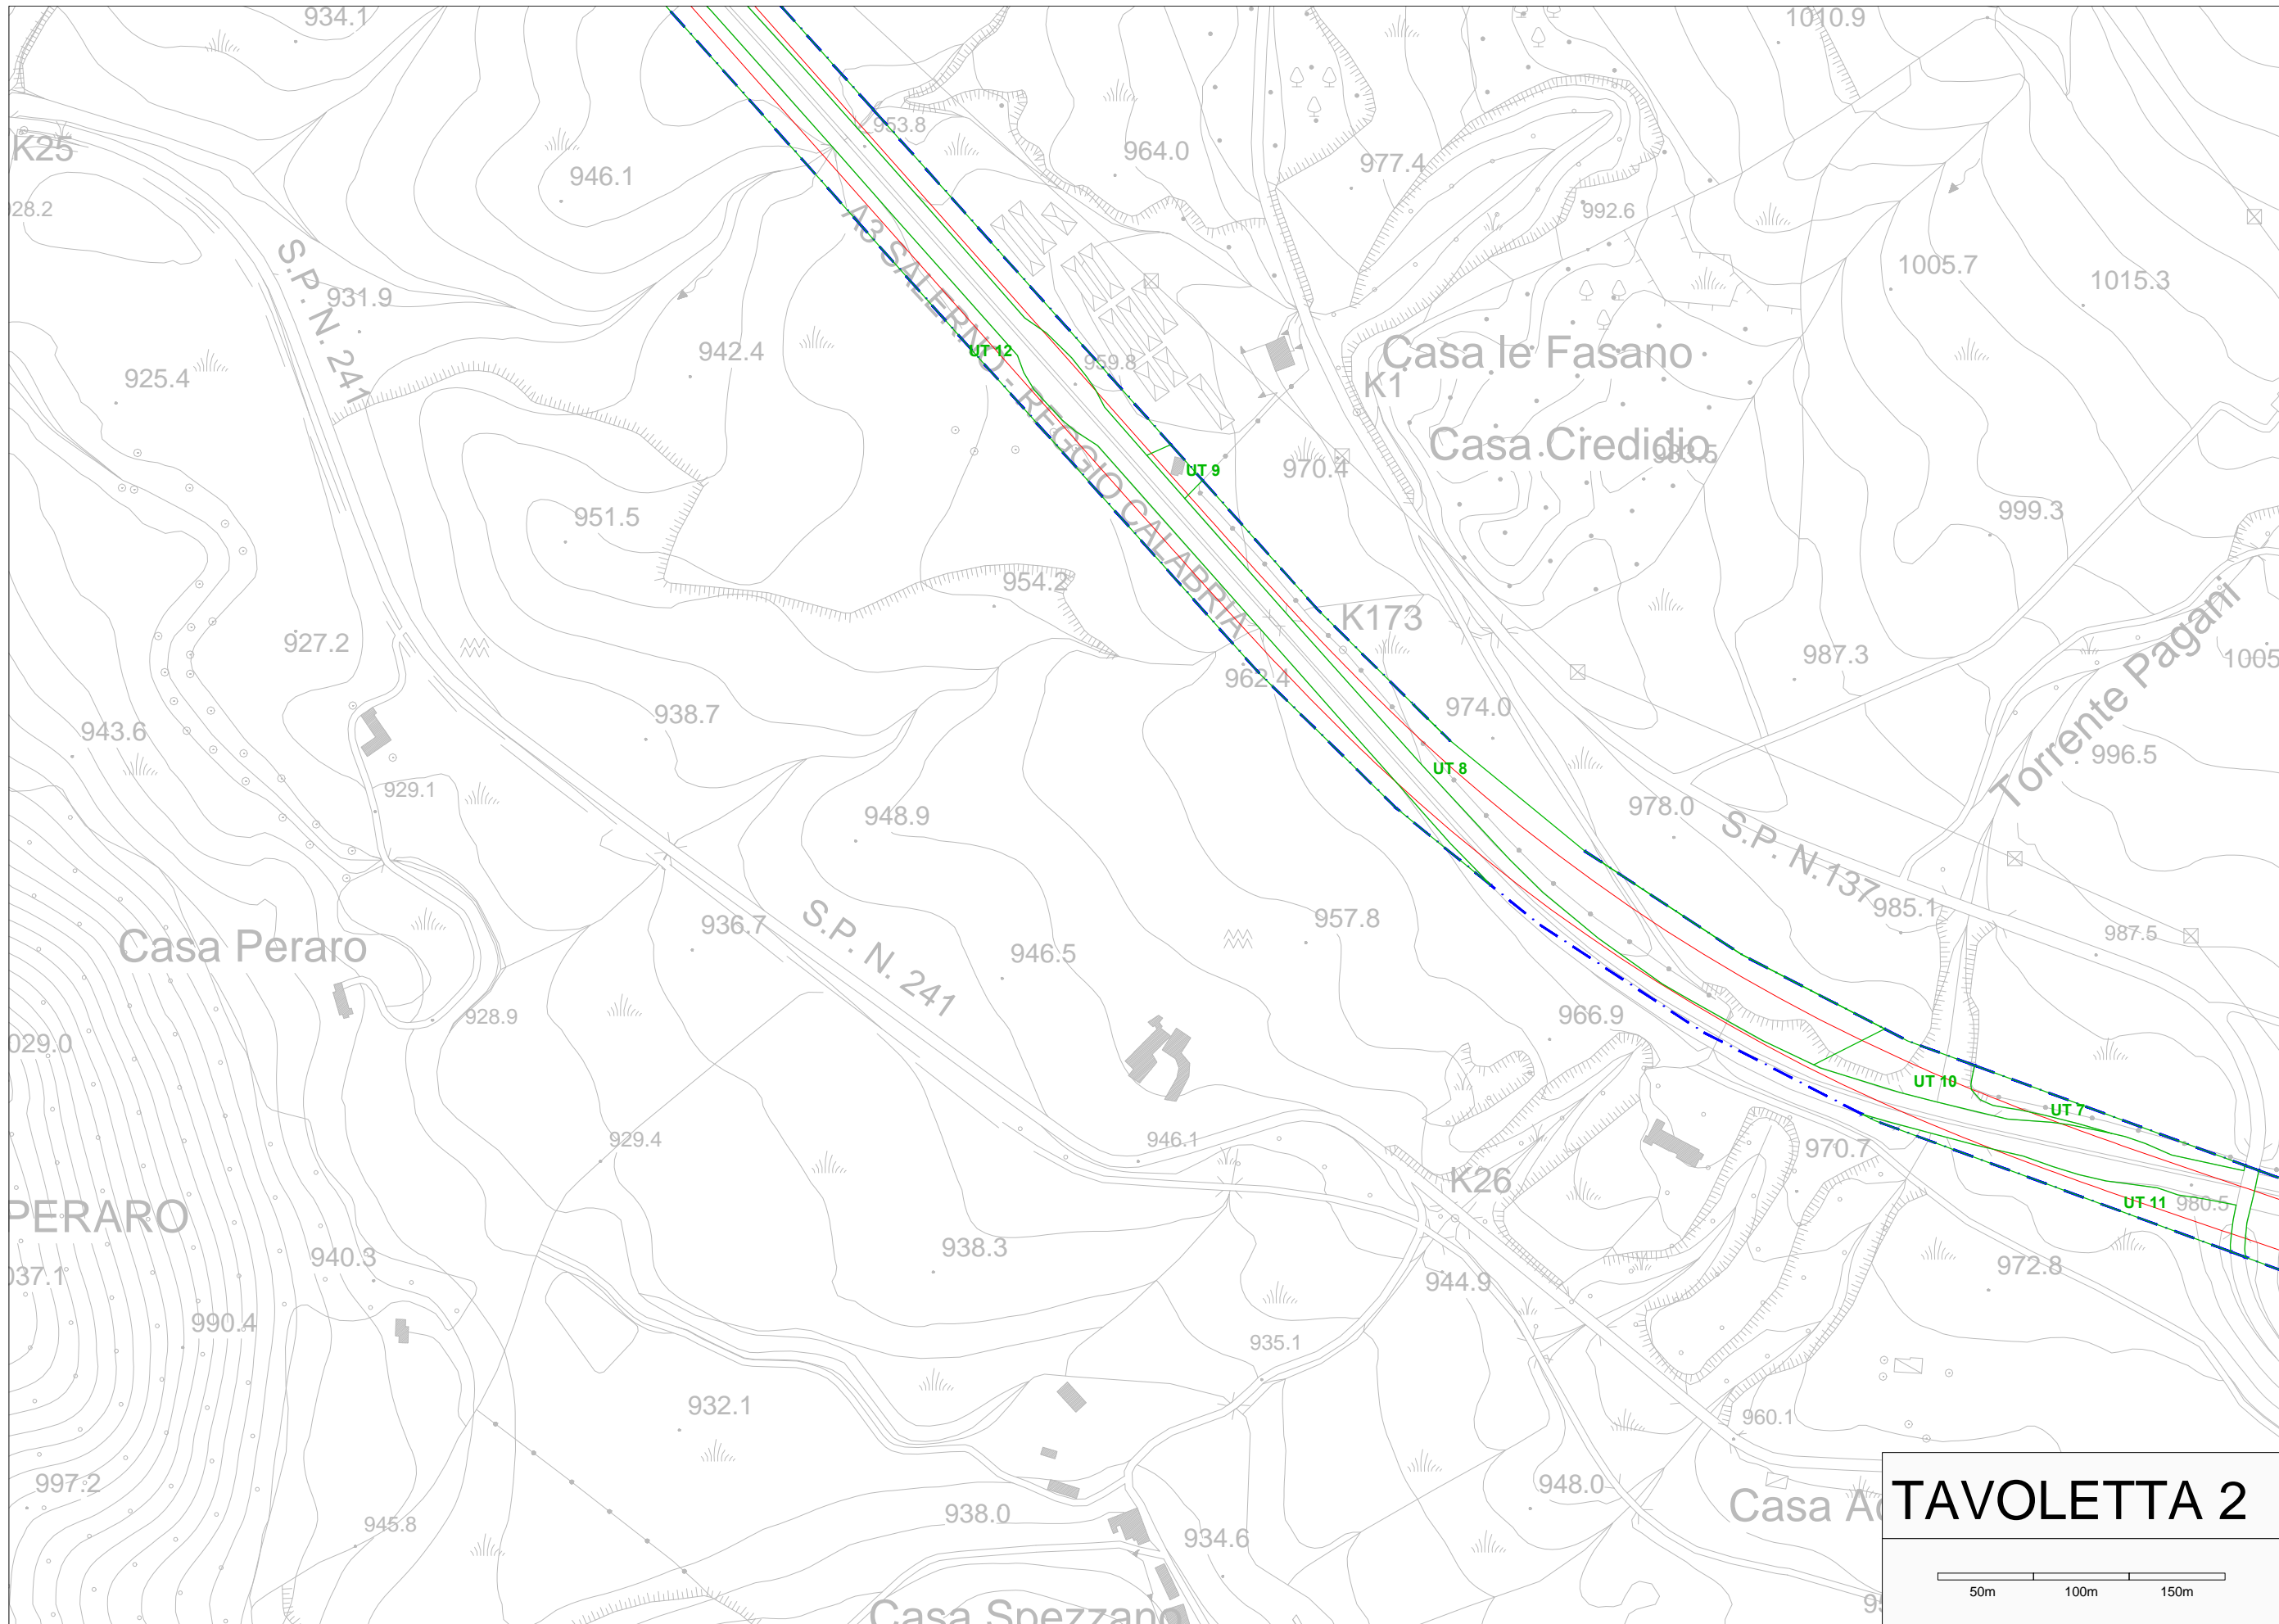 934.1
1010.9
953.8
K25
964.0
977.4
946.1
28.2
992.6
1005.7
1015.3
S.P. N. 241
931.9
A3 SALERNO - REGGIO CALABRIA
UT 12
942.4
959.8
Casa le Fasano
K1
925.4
Casa Credidio
983.5
970.4
UT 9
951.5
999.3
954.2
K173
927.2
987.3
Torrente Pagani
1005
962.4
974.0
938.7
943.6
996.5
UT 8
929.1
978.0
948.9
S.P. N.137
985.1
957.8
936.7
S.P. N. 241
987.5
Casa Peraro
946.5
928.9
966.9
029.0
UT 10
UT 7
929.4
946.1
970.7
K26
UT 11
980.5
PERARO
940.3
938.3
972.8
037.1
944.9
990.4
935.1
932.1
960.1
997.2
948.0
Casa Ac
TAVOLETTA 2
945.8
938.0
934.6
50m
100m
150m
Casa Spezzano